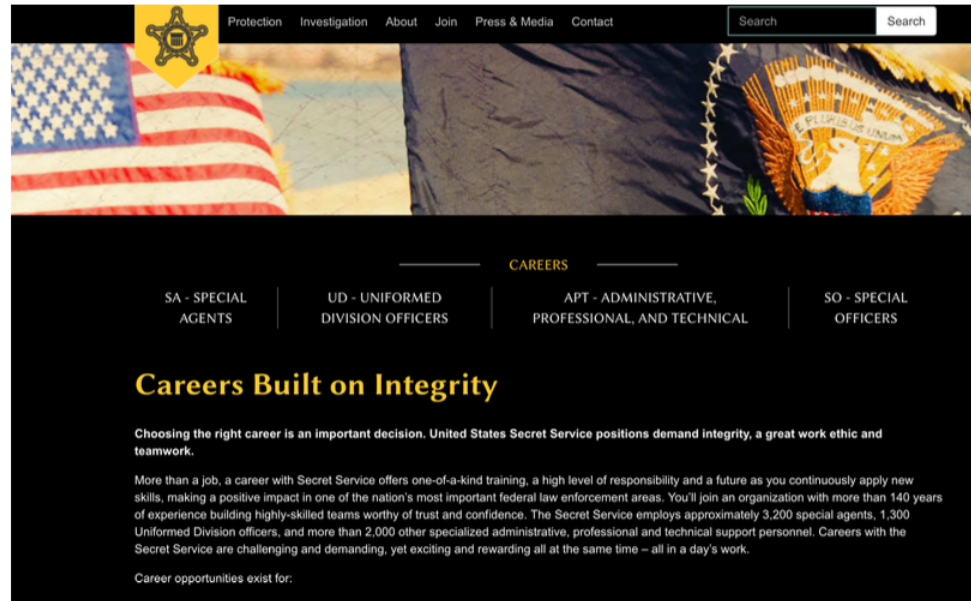 Protection Investigation About Join Press & Media Contact Search Search
E PLURIBUS UNUM
CAREERS
SA - SPECIAL AGENTS
UD - UNIFORMED DIVISION OFFICERS
APT - ADMINISTRATIVE, PROFESSIONAL, AND TECHNICAL
SO - SPECIAL OFFICERS
Careers Built on Integrity
Choosing the right career is an important decision. United States Secret Service positions demand integrity, a great work ethic and
teamwork.
More than a job, a career with Secret Service offers one-of-a-kind training, a high level of responsibility and a future as you continuously apply new
skills, making a positive impact in one of the nation's most important federal law enforcement areas. You'll join an organization with more than 140 years
of experience building highly-skilled teams worthy of trust and confidence. The Secret Service employs approximately 3,200 special agents, 1,300
Uniformed Division officers, and more than 2,000 other specialized administrative, professional and technical support personnel. Careers with the
Secret Service are challenging and demanding, yet exciting and rewarding all at the same time – all in a day's work.
Career opportunities exist for: